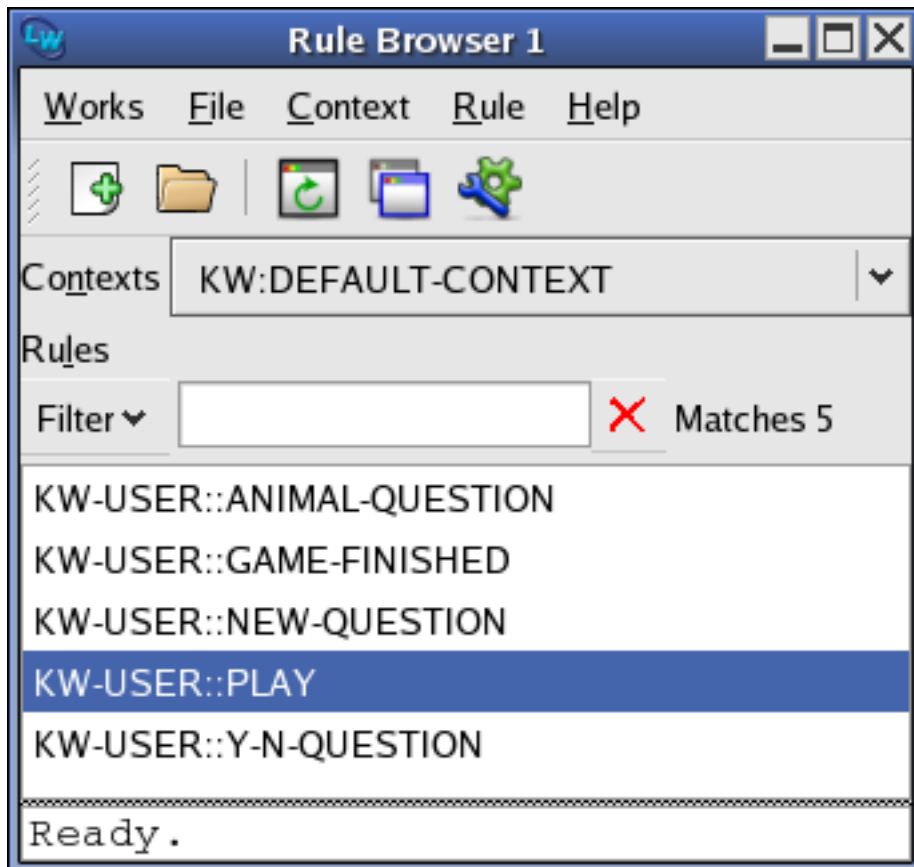 LW Rule Browser 1
Works File Context Rule Help
Contexts KW:DEFAULT-CONTEXT
Rules
Filter Matches 5
KW-USER::ANIMAL-QUESTION
KW-USER::GAME-FINISHED
KW-USER::NEW-QUESTION
KW-USER::PLAY
KW-USER::Y-N-QUESTION
Ready.